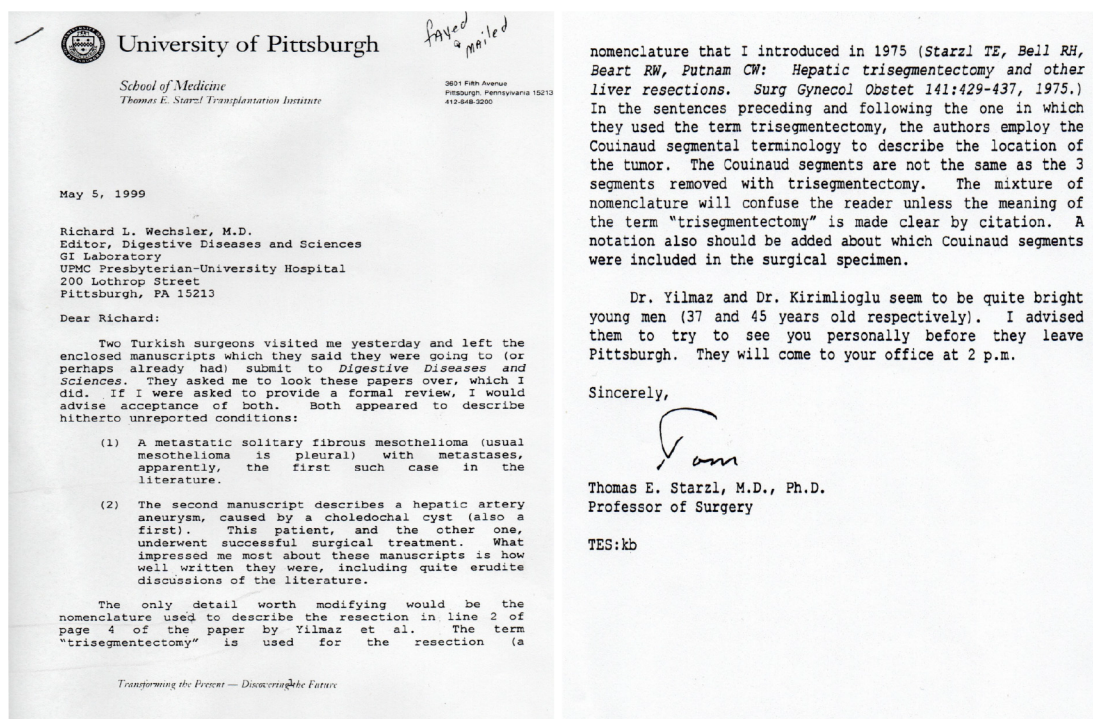 faxed
& mailed
University of Pittsburgh
School of Medicine
Thomas E. Starzl Transplantation Institute
3601 Fifth Avenue
Pittsburgh, Pennsylvania 15213
412-648-3200
May 5, 1999
Richard L. Wechsler, M.D.
Editor, Digestive Diseases and Sciences
GI Laboratory
UPMC Presbyterian-University Hospital
200 Lothrop Street
Pittsburgh, PA 15213
Dear Richard:
Two Turkish surgeons visited me yesterday and left the
enclosed manuscripts which they said they were going to (or
perhaps already had) submit to Digestive Diseases and
Sciences. They asked me to look these papers over, which I
did. If I were asked to provide a formal review, I would
advise acceptance of both. Both appeared to describe
hitherto unreported conditions:
(1) A metastatic solitary fibrous mesothelioma (usual
mesothelioma is pleural) with metastases,
apparently, the first such case in the
literature.
(2) The second manuscript describes a hepatic artery
aneurysm, caused by a choledochal cyst (also a
first). This patient, and the other one,
underwent successful surgical treatment. What
impressed me most about these manuscripts is how
well written they were, including quite erudite
discussions of the literature.
The only detail worth modifying would be the
nomenclature used to describe the resection in line 2 of
page 4 of the paper by Yilmaz et al. The term
"trisegmentectomy" is used for the resection (a
Transforming the Present — Discovering the Future
nomenclature that I introduced in 1975 (Starzl TE, Bell RH,
Beart RW, Putnam CW: Hepatic trisegmentectomy and other
liver resections. Surg Gynecol Obstet 141:429-437, 1975.)
In the sentences preceding and following the one in which
they used the term trisegmentectomy, the authors employ the
Couinaud segmental terminology to describe the location of
the tumor. The Couinaud segments are not the same as the 3
segments removed with trisegmentectomy. The mixture of
nomenclature will confuse the reader unless the meaning of
the term "trisegmentectomy" is made clear by citation. A
notation also should be added about which Couinaud segments
were included in the surgical specimen.
Dr. Yilmaz and Dr. Kirimlioglu seem to be quite bright
young men (37 and 45 years old respectively). I advised
them to try to see you personally before they leave
Pittsburgh. They will come to your office at 2 p.m.
Sincerely,
Tom
Thomas E. Starzl, M.D., Ph.D.
Professor of Surgery
TES:kb